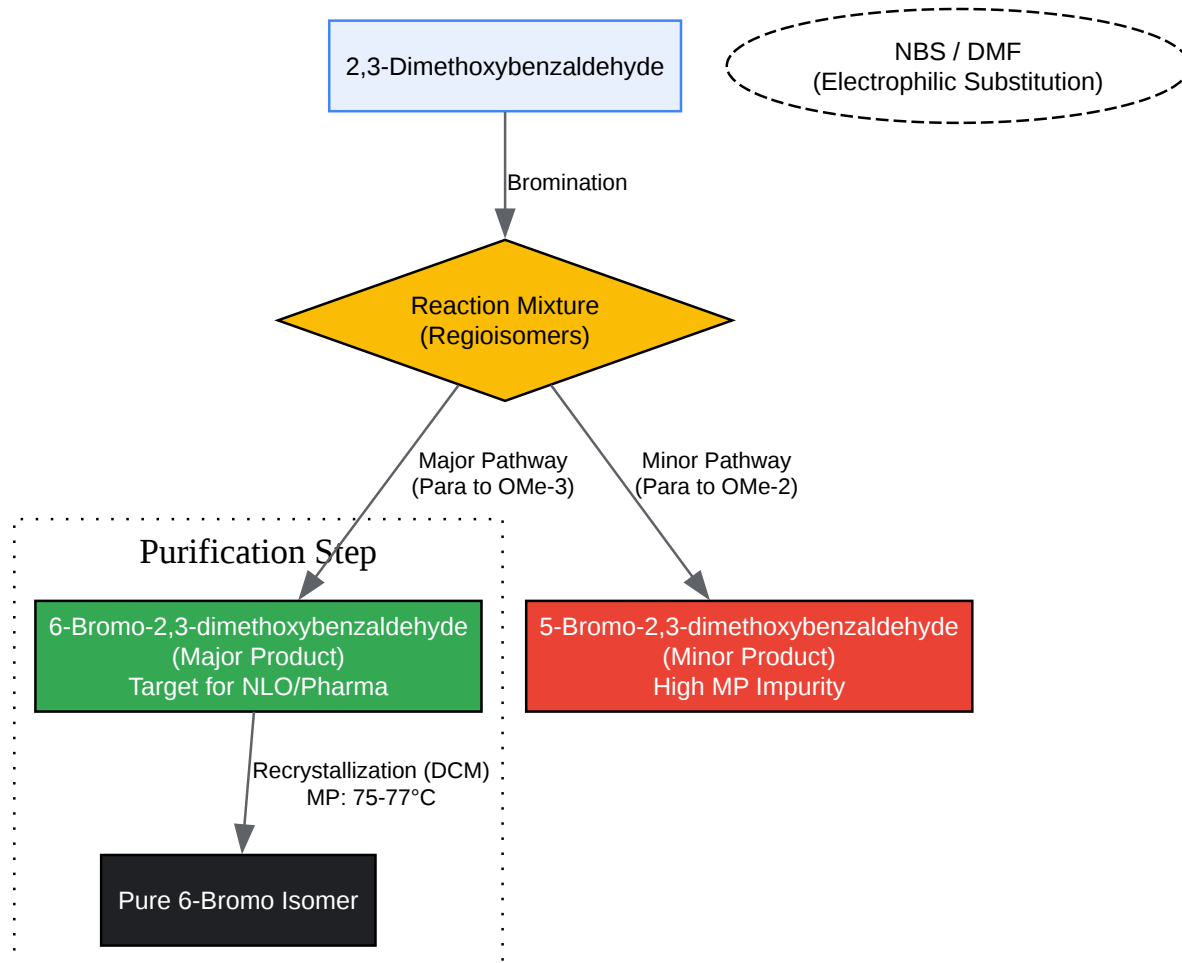 2,3-Dimethoxybenzaldehyde
NBS / DMF
(Electrophilic Substitution)
Bromination
Reaction Mixture
(Regioisomers)
Major Pathway
(Para to OMe-3)
Minor Pathway
(Para to OMe-2)
Purification Step
6-Bromo-2,3-dimethoxybenzaldehyde
(Major Product)
Target for NLO/Pharma
5-Bromo-2,3-dimethoxybenzaldehyde
(Minor Product)
High MP Impurity
Recrystallization (DCM)
MP: 75-77°C
Pure 6-Bromo Isomer